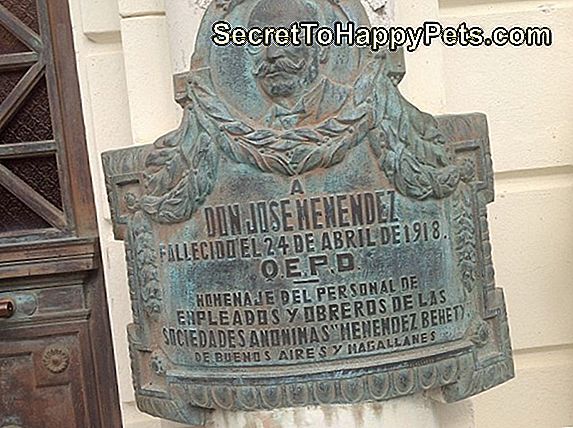 SecretToHappyPets.com
A
DON JOSE MENENDEZ
FALLECIDO EL 24 DE ABRIL DE 1918.
Q.E.P.D.
HOMENAJE DEL PERSONAL DE
EMPLEADOS Y OBREROS DE LAS
SOCIEDADES ANONIMAS "MENENDEZ BEHETY"
DE BUENOS AIRES Y MAGALLANES